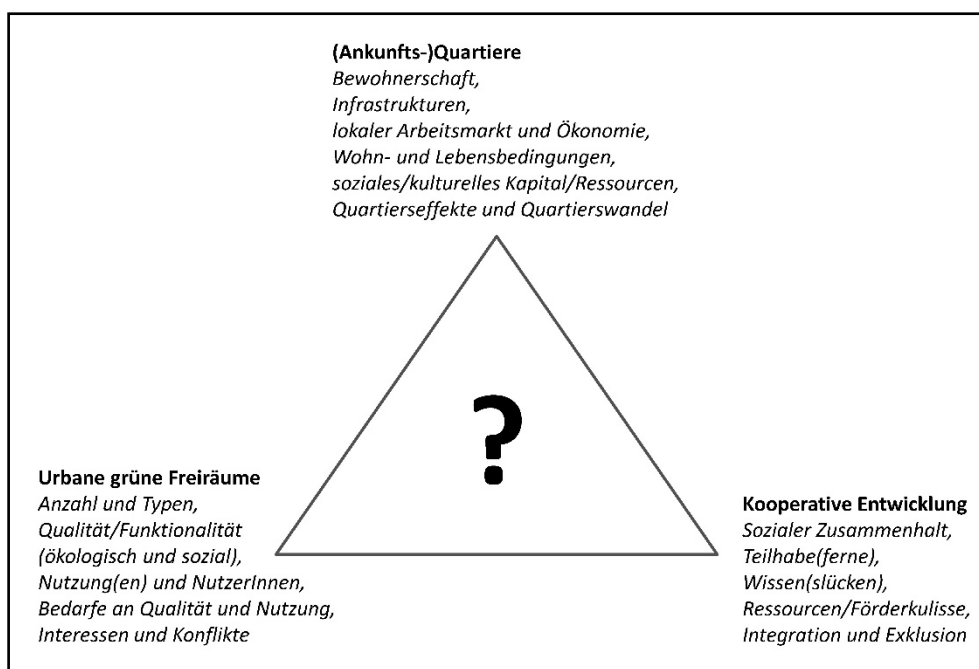 (Ankunfts-)Quartiere
Bewohnerschaft,
Infrastrukturen,
lokaler Arbeitsmarkt und Ökonomie,
Wohn- und Lebensbedingungen,
soziales/kulturelles Kapital/Ressourcen,
Quartierseffekte und Quartierswandel
?
Urbane grüne Freiräume
Anzahl und Typen,
Qualität/Funktionalität
(ökologisch und sozial),
Nutzung(en) und NutzerInnen,
Bedarfe an Qualität und Nutzung,
Interessen und Konflikte
Kooperative Entwicklung
Sozialer Zusammenhalt,
Teilhabe(ferne),
Wissen(slücken),
Ressourcen/Förderkulisse,
Integration und Exklusion